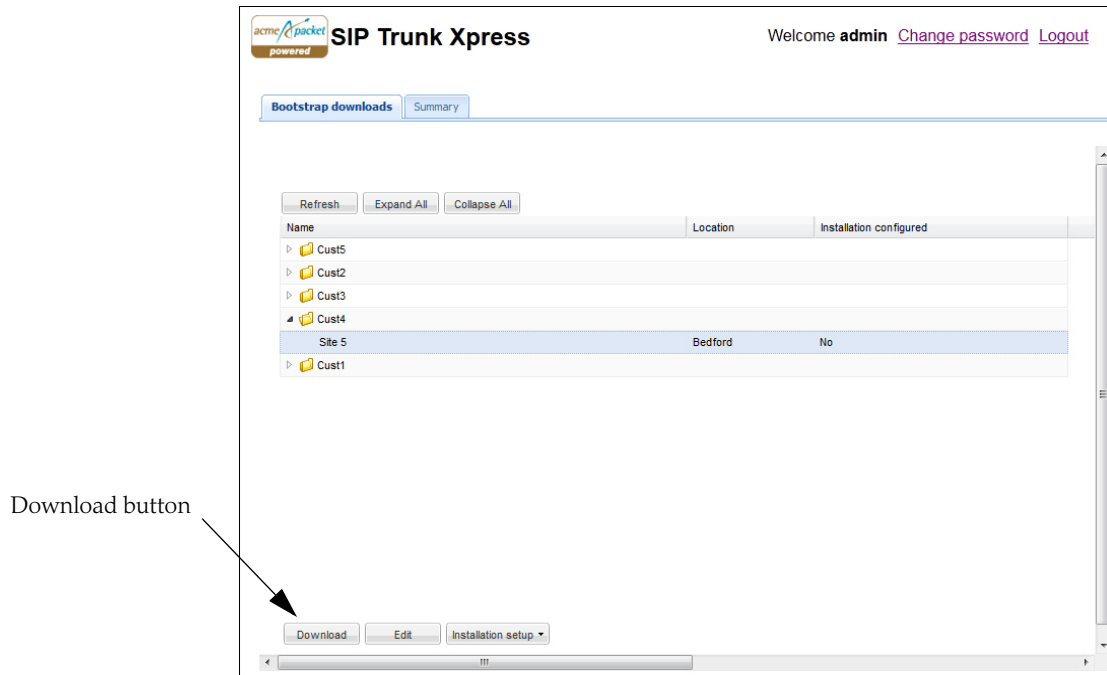 acme packet
powered
SIP Trunk Xpress
Welcome admin Change password Logout
Bootstrap downloads Summary
Refresh Expand All Collapse All
Name Location Installation configured
Cust5
Cust2
Cust3
Cust4
Site 5 Bedford No
Cust1
Download button
Download Edit Installation setup